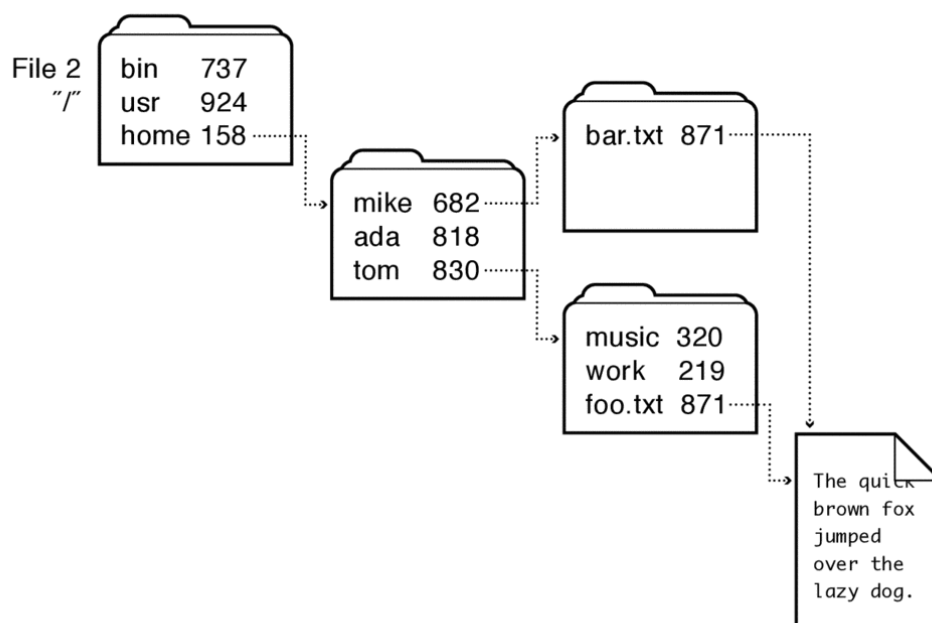 File 2
"/"
bin 737
usr 924
home 158
mike 682
ada 818
tom 830
bar.txt 871
music 320
work 219
foo.txt 871
The quick
brown fox
jumped
over the
lazy dog.